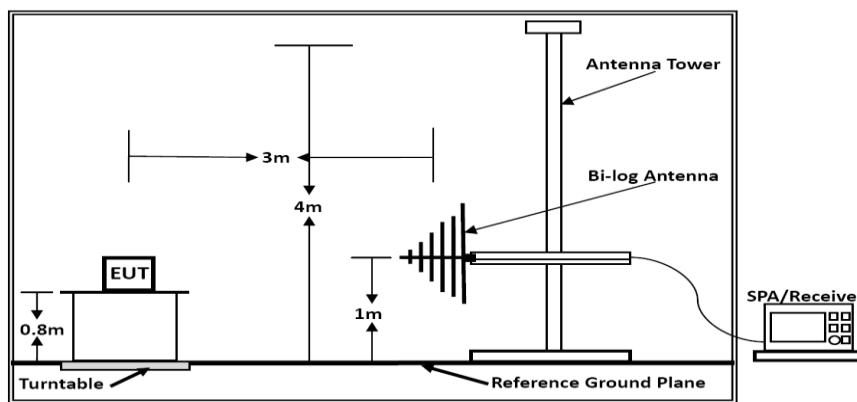 Antenna Tower
3m
Bi-log Antenna
4m
EUT
0.8m
1m
SPA/Receive
Turntable
Reference Ground Plane